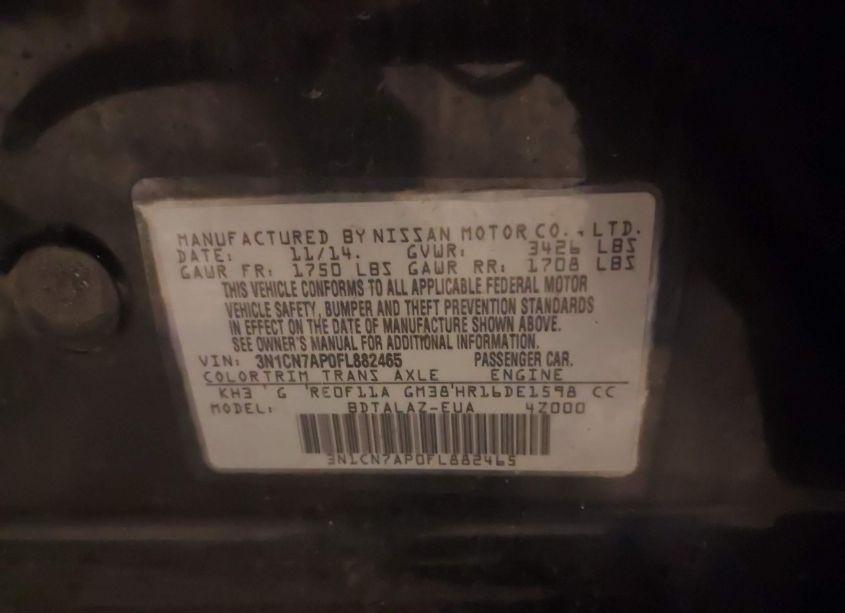 MANUFACTURED BY NISSAN MOTOR CO., LTD.
DATE: 11/14. GVWR: 3426 LBS
GAWR FR: 1750 LBS GAWR RR: 1708 LBS
THIS VEHICLE CONFORMS TO ALL APPLICABLE FEDERAL MOTOR
VEHICLE SAFETY, BUMPER AND THEFT PREVENTION STANDARDS
IN EFFECT ON THE DATE OF MANUFACTURE SHOWN ABOVE.
SEE OWNER'S MANUAL FOR ADDITIONAL INFORMATION.
VIN: 3N1CN7AP0FL882465 PASSENGER CAR.
COLORTRIM TRANS AXLE ENGINE
KH3 ' G 'RE0F11A GM38'HR16DE1598 CC
MODEL: BDTALAZ-EUA 4Z000
3N1CN7AP0FL882465